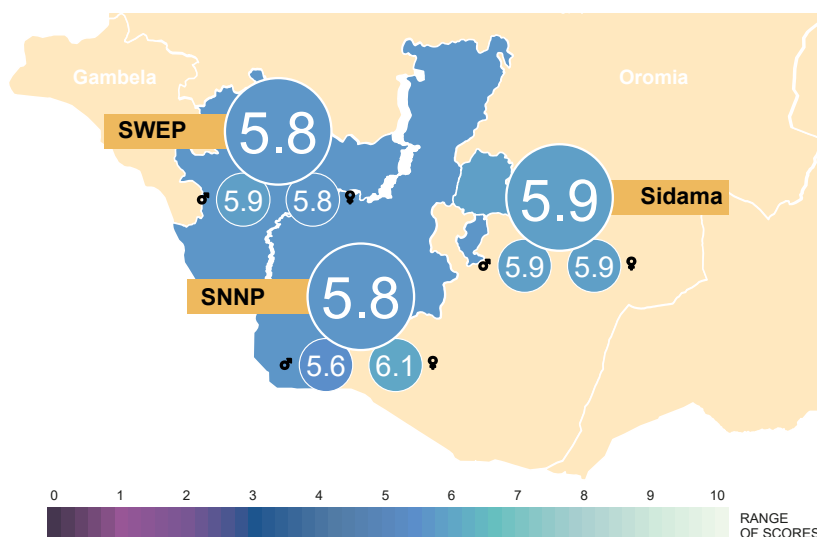 Gambela
Oromia
SWEP
5.8
♂ 5.9 5.8 ♀
5.9
Sidama
♂ 5.9 5.9 ♀
SNNP
5.8
♂ 5.6 6.1 ♀
0 1 2 3 4 5 6 7 8 9 10
RANGE
OF SCORES